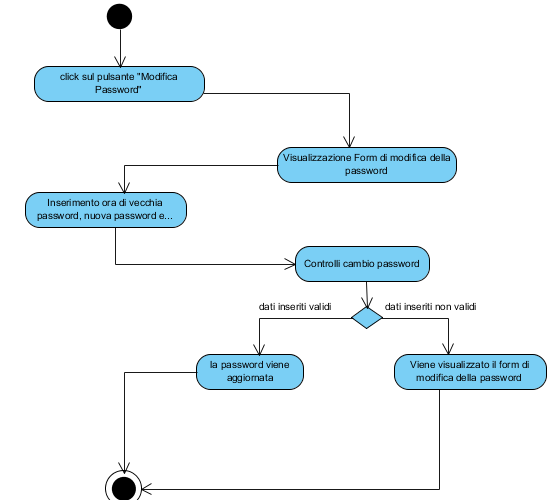 click sul pulsante "Modifica
Password"
Visualizzazione Form di modifica della
password
Inserimento ora di vecchia
password, nuova password e...
Controlli cambio password
dati inseriti validi
dati inseriti non validi
la password viene
aggiornata
Viene visualizzato il form di
modifica della password